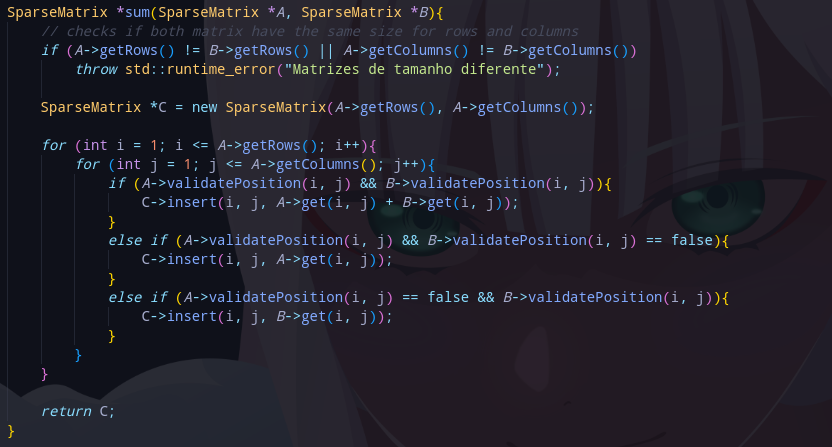 SparseMatrix *sum(SparseMatrix *A, SparseMatrix *B){
    // checks if both matrix have the same size for rows and columns
    if (A->getRows() != B->getRows() || A->getColumns() != B->getColumns())
        throw std::runtime_error("Matrizes de tamanho diferente");
    SparseMatrix *C = new SparseMatrix(A->getRows(), A->getColumns());
    for (int i = 1; i <= A->getRows(); i++){
        for (int j = 1; j <= A->getColumns(); j++){
            if (A->validatePosition(i, j) && B->validatePosition(i, j)){
                C->insert(i, j, A->get(i, j) + B->get(i, j));
            }
            else if (A->validatePosition(i, j) && B->validatePosition(i, j) == false){
                C->insert(i, j, A->get(i, j));
            }
            else if (A->validatePosition(i, j) == false && B->validatePosition(i, j)){
                C->insert(i, j, B->get(i, j));
            }
        }
    }
    return C;
}